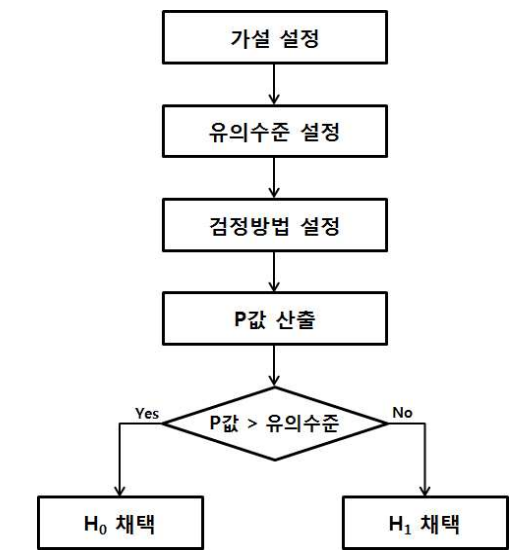 가설 설정
유의수준 설정
검정방법 설정
P값 산출
P값 > 유의수준
Yes
No
H₀ 채택
H₁ 채택